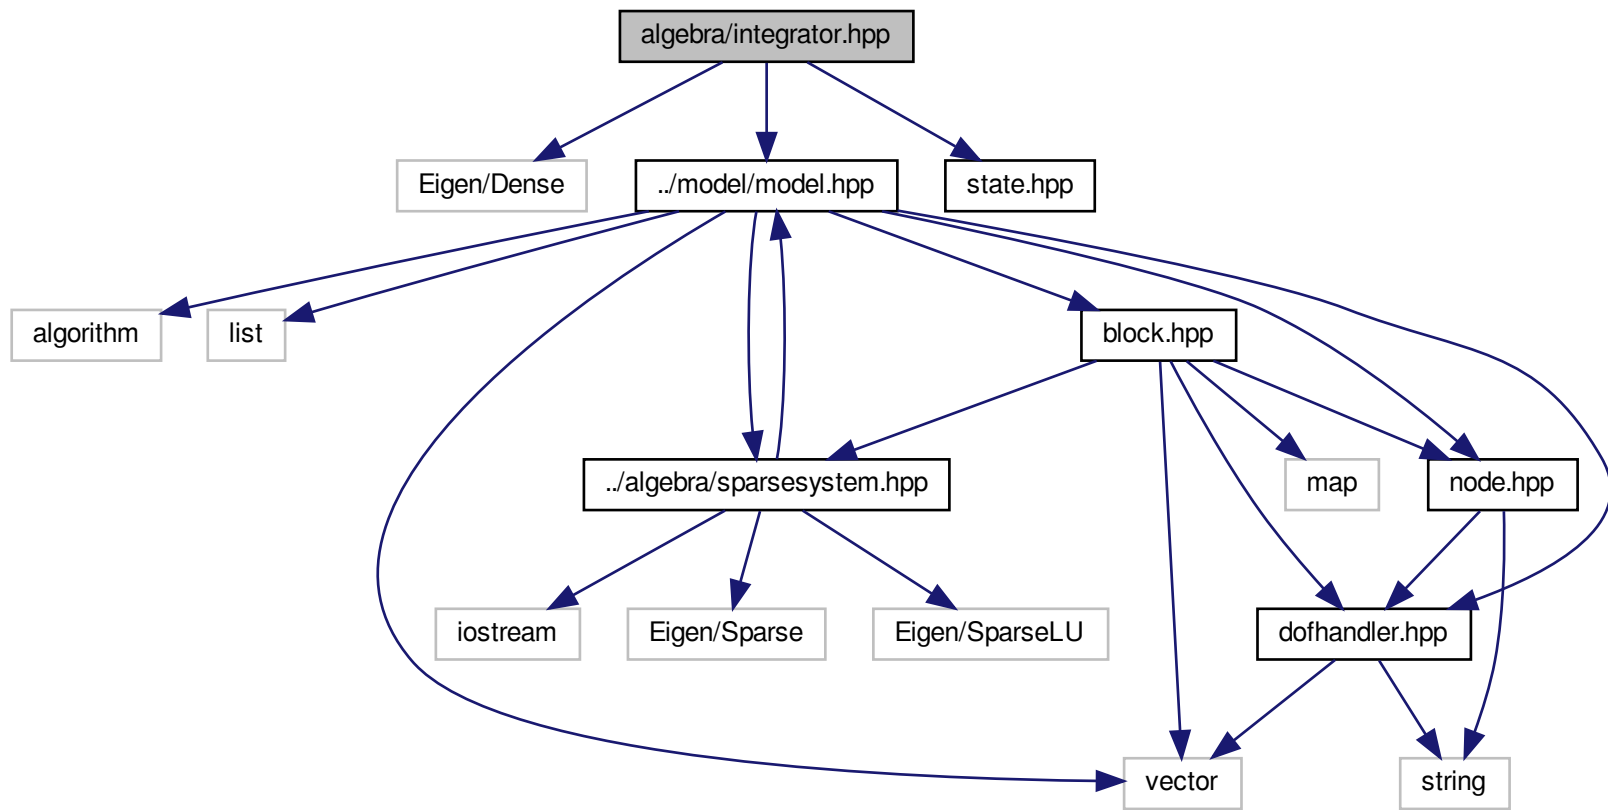 algebra/integrator.hpp
Eigen/Dense
../model/model.hpp
state.hpp
algorithm
list
block.hpp
../algebra/sparsesystem.hpp
map
node.hpp
iostream
Eigen/Sparse
Eigen/SparseLU
dofhandler.hpp
vector
string